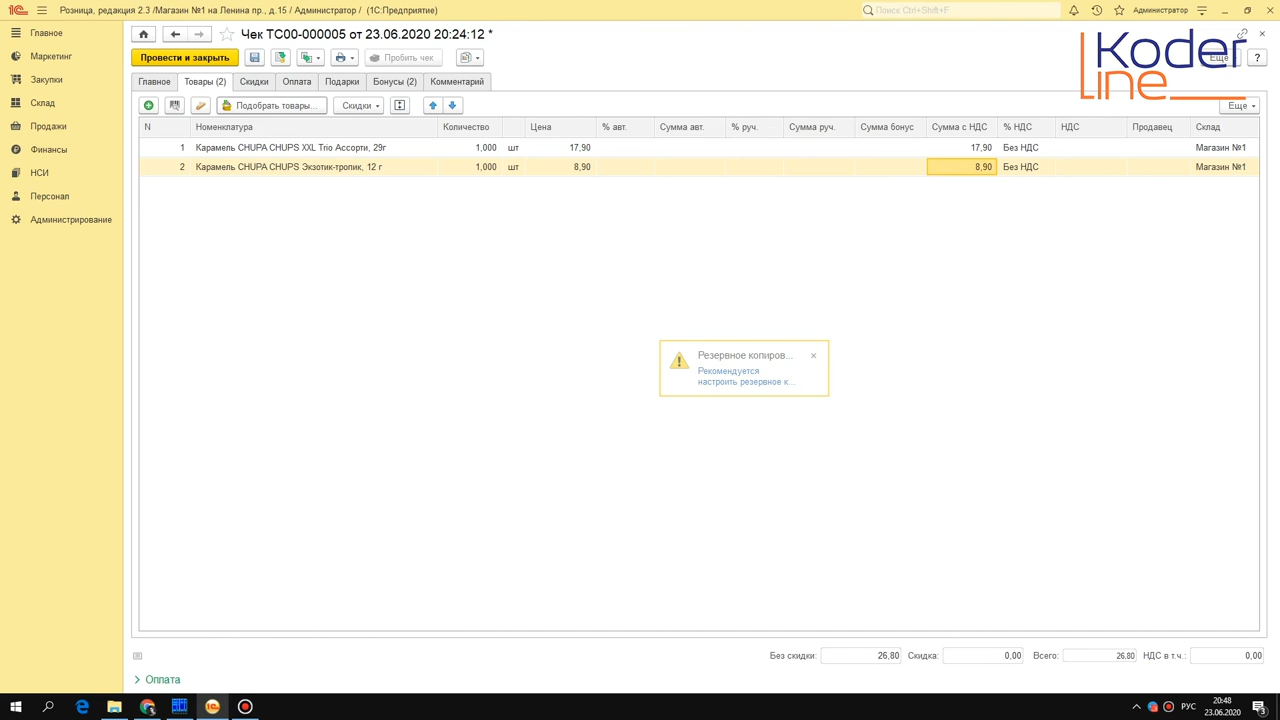 Розница, редакция 2.3 /Магазин №1 на Ленина пр., д.15 / Администратор / (1С:Предприятие)
Поиск Ctrl+Shift+F
Администратор
Главное
Маркетинг
Закупки
Склад
Продажи
Финансы
НСИ
Персонал
Администрирование
Чек ТС00-000005 от 23.06.2020 20:24:12 *
Koder
line
Провести и закрыть
Пробить чек
Еще
?
Главное Товары (2) Скидки Оплата Подарки Бонусы (2) Комментарий
Подобрать товары... Скидки Еще
N Номенклатура Количество Цена % авт. Сумма авт. % руч. Сумма руч. Сумма бонус Сумма с НДС % НДС НДС Продавец Склад
1 Карамель CHUPA CHUPS XXL Trio Ассорти, 29г 1,000 шт 17,90 17,90 Без НДС Магазин №1
2 Карамель CHUPA CHUPS Экзотик-тропик, 12 г 1,000 шт 8,90 8,90 Без НДС Магазин №1
Резервное копиров...
Рекомендуется
настроить резервное к...
Без скидки: 26,80 Скидка: 0,00 Всего: 26,80 НДС в т.ч.: 0,00
Оплата
РУС
20:48
23.06.2020
3